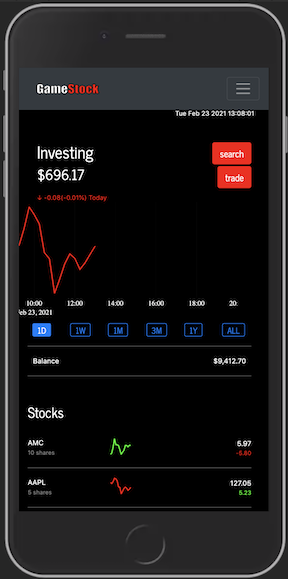 GameStock
Tue Feb 23 2021 13:08:01
Investing
search
$696.17
trade
↓ -0.08(-0.01%) Today
10:00 12:00 14:00 16:00 18:00 20:
eb 23, 2021
1D 1W 1M 3M 1Y ALL
Balance $9,412.70
Stocks
AMC 5.97
10 shares -5.60
AAPL 127.05
5 shares 5.23